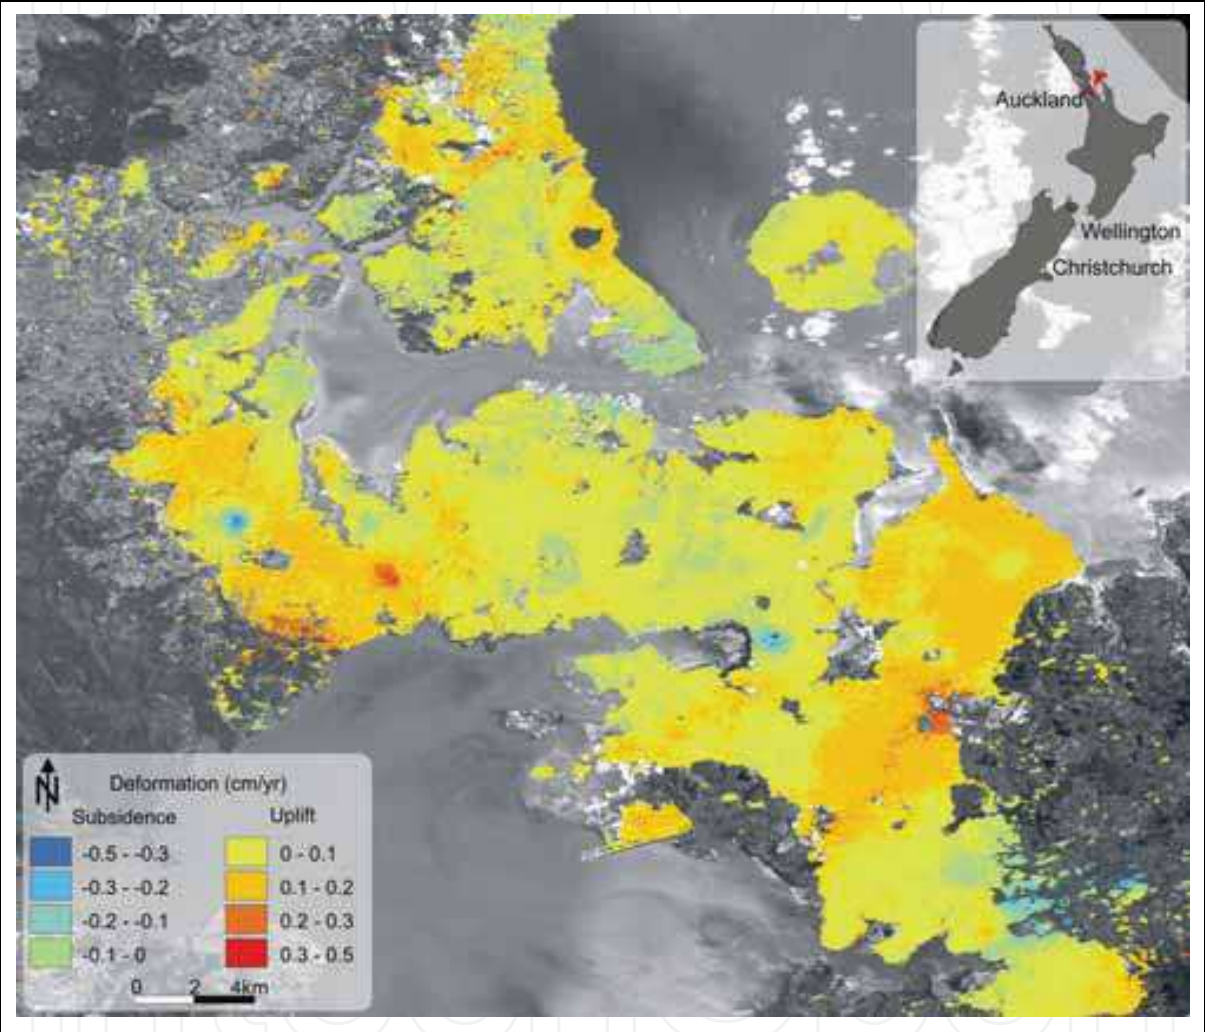 Auckland
Wellington
Christchurch
N
Deformation (cm/yr)
Subsidence Uplift
-0.5 - -0.3 0 - 0.1
-0.3 - -0.2 0.1 - 0.2
-0.2 - -0.1 0.2 - 0.3
-0.1 - 0 0.3 - 0.5
0 2 4km